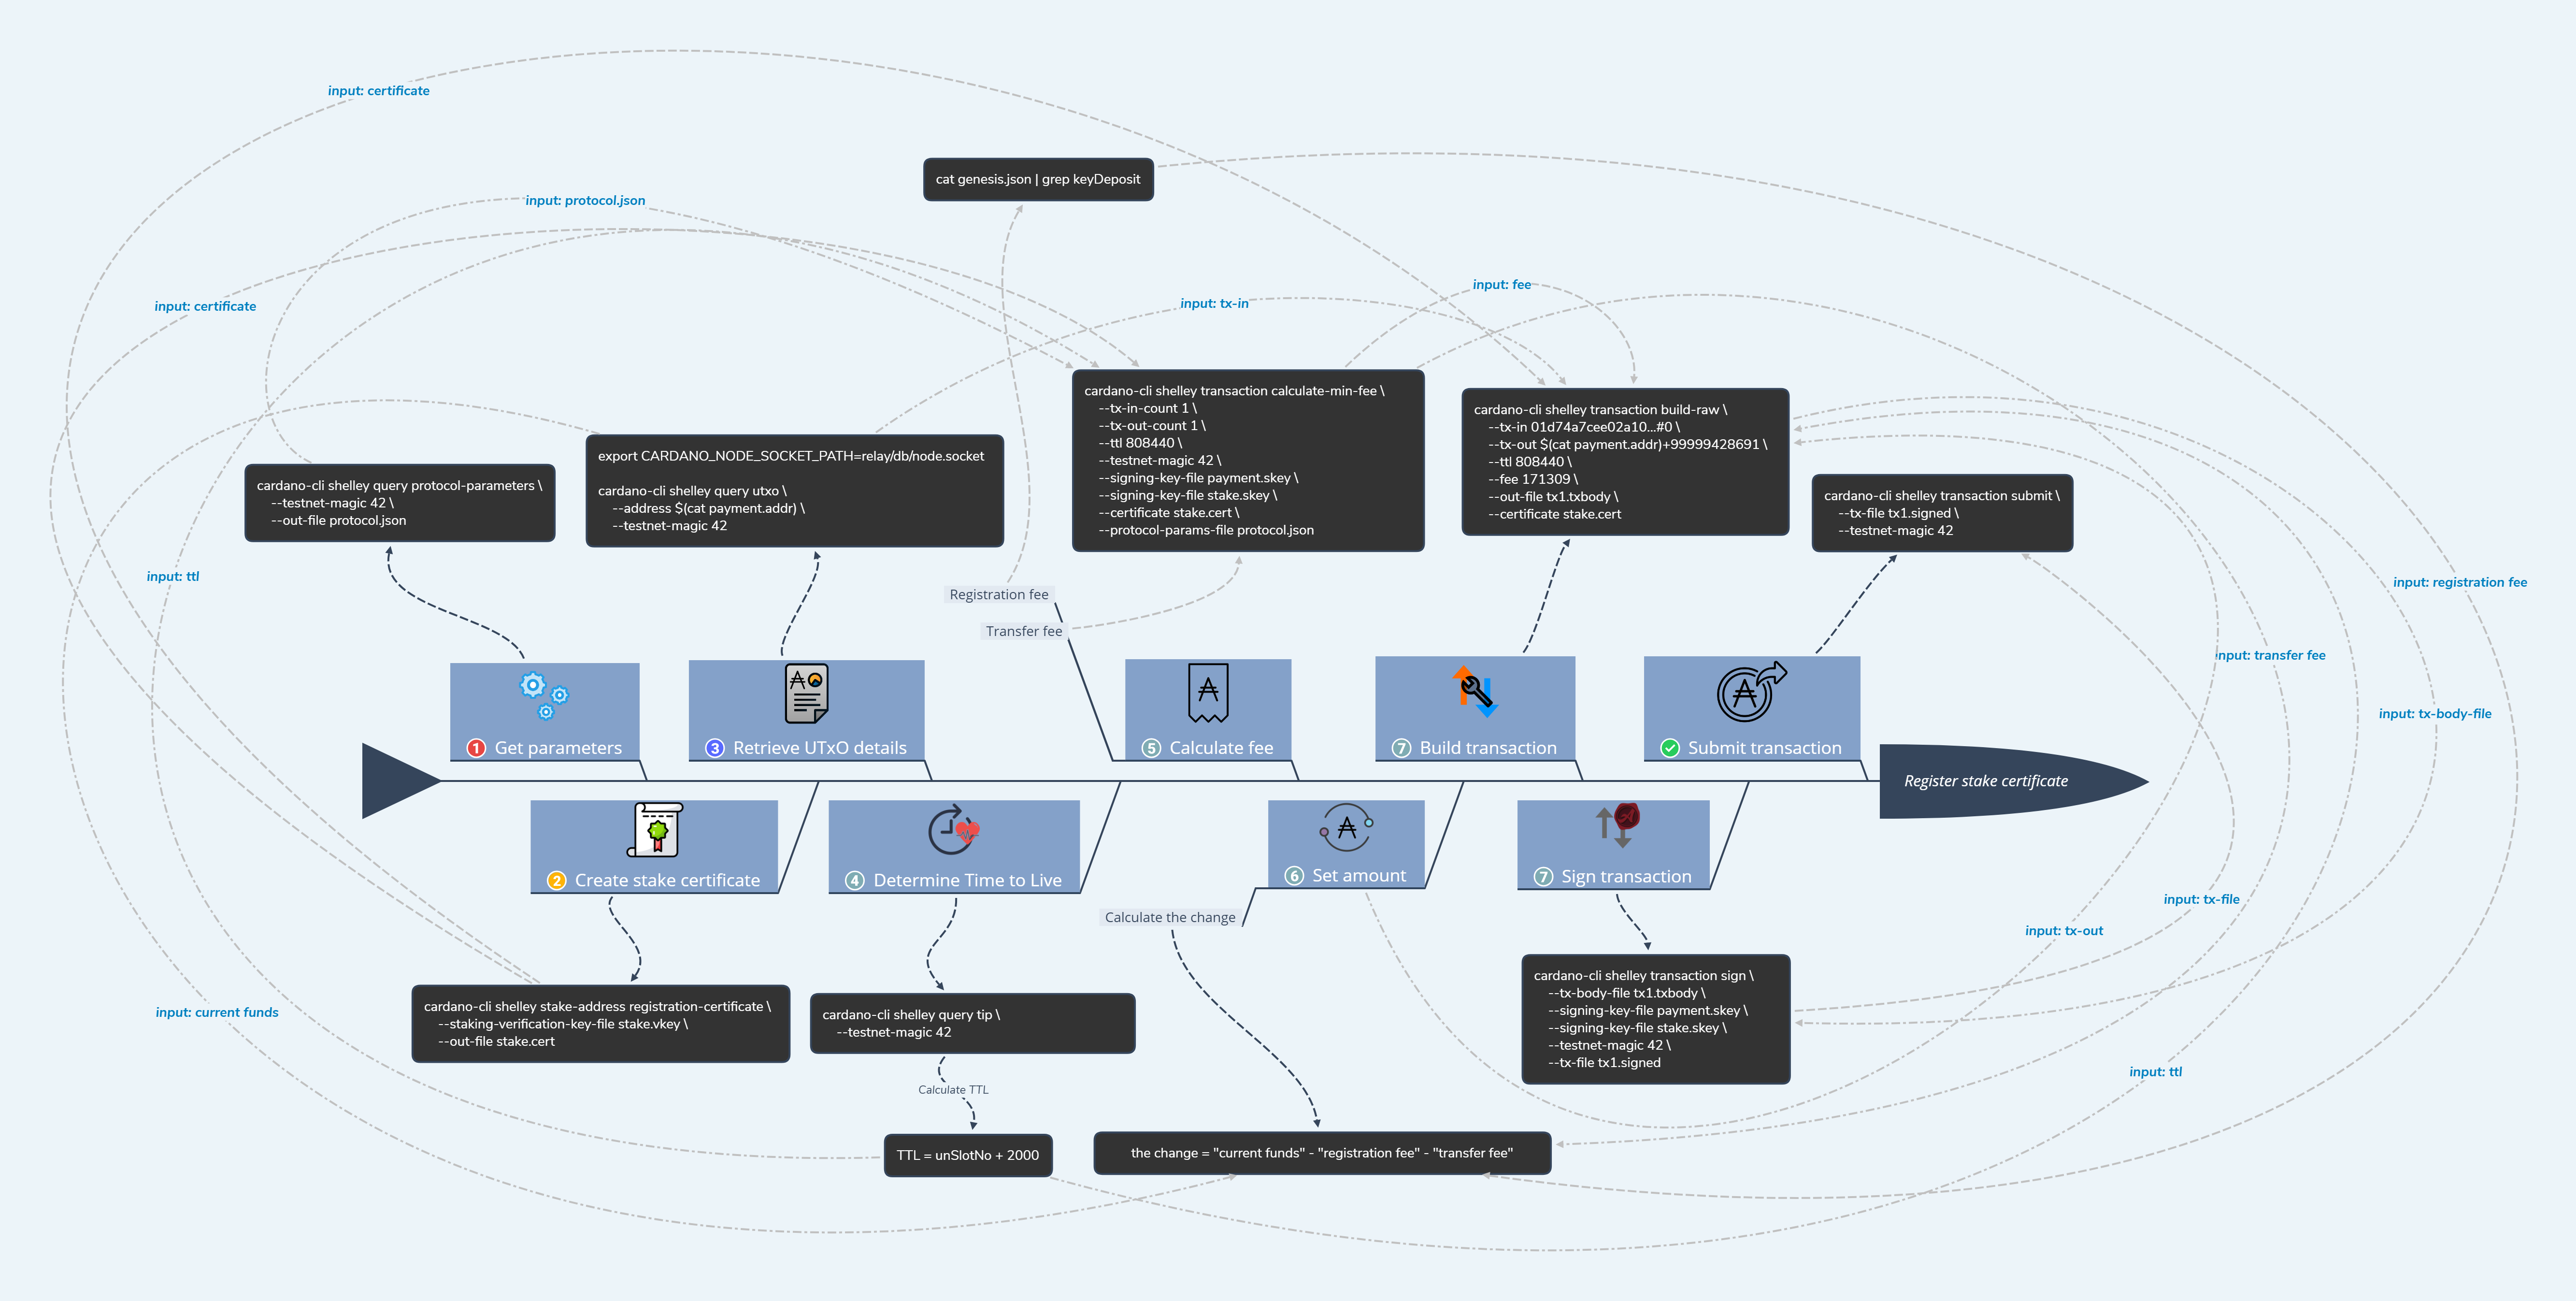 input: certificate
cat genesis.json | grep keyDeposit
input: protocol.json
input: fee
input: tx-in
input: certificate
cardano-cli shelley query protocol-parameters \
--testnet-magic 42 \
--out-file protocol.json
export CARDANO_NODE_SOCKET_PATH=relay/db/node.socket
cardano-cli shelley query utxo \
--address $(cat payment.addr) \
--testnet-magic 42
cardano-cli shelley transaction calculate-min-fee \
--tx-in-count 1 \
--tx-out-count 1 \
--ttl 808440 \
--testnet-magic 42 \
--signing-key-file payment.skey \
--signing-key-file stake.skey \
--certificate stake.cert \
--protocol-params-file protocol.json
cardano-cli shelley transaction build-raw \
--tx-in 01d74a7cee02a10...#0 \
--tx-out $(cat payment.addr)+99999428691 \
--ttl 808440 \
--fee 171309 \
--out-file tx1.txbody \
--certificate stake.cert
cardano-cli shelley transaction submit \
--tx-file tx1.signed \
--testnet-magic 42
input: ttl
input: registration fee
Registration fee
Transfer fee
input: transfer fee
input: tx-body-file
1 Get parameters
3 Retrieve UTxO details
5 Calculate fee
7 Build transaction
Submit transaction
Register stake certificate
2 Create stake certificate
4 Determine Time to Live
6 Set amount
7 Sign transaction
Calculate the change
input: tx-file
input: tx-out
input: current funds
cardano-cli shelley stake-address registration-certificate \
--staking-verification-key-file stake.vkey \
--out-file stake.cert
cardano-cli shelley query tip \
--testnet-magic 42
cardano-cli shelley transaction sign \
--tx-body-file tx1.txbody \
--signing-key-file payment.skey \
--signing-key-file stake.skey \
--testnet-magic 42 \
--tx-file tx1.signed
input: ttl
Calculate TTL
TTL = unSlotNo + 2000
the change = "current funds" - "registration fee" - "transfer fee"